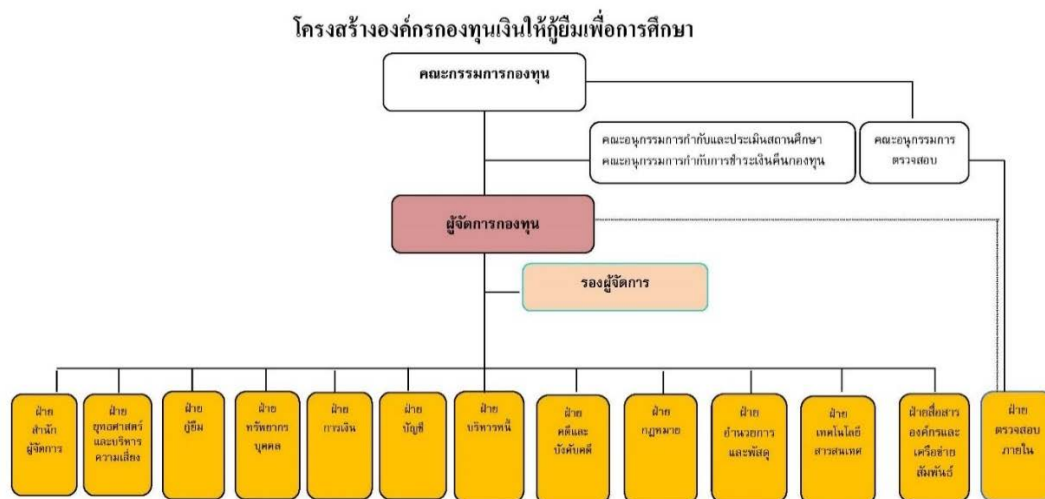 โครงสร้างองค์กรกองทุนเงินให้กู้ยืมเพื่อการศึกษา
คณะกรรมการกองทุน
คณะอนุกรรมการกำกับและประเมินสถานศึกษา
คณะอนุกรรมการกำกับการชำระเงินคืนกองทุน
คณะอนุกรรมการ
ตรวจสอบ
ผู้จัดการกองทุน
รองผู้จัดการ
ฝ่าย
สำนัก
ผู้จัดการ
ฝ่าย
ยุทธศาสตร์
และบริหาร
ความเสี่ยง
ฝ่าย
กู้ยืม
ฝ่าย
ทรัพยากร
บุคคล
ฝ่าย
การเงิน
ฝ่าย
บัญชี
ฝ่าย
บริหารหนี้
ฝ่าย
คดีและ
บังคับคดี
ฝ่าย
กฎหมาย
ฝ่าย
อำนวยการ
และพัสดุ
ฝ่าย
เทคโนโลยี
สารสนเทศ
ฝ่ายสื่อสาร
องค์กรและ
เครือข่าย
สัมพันธ์
ฝ่าย
ตรวจสอบ
ภายใน